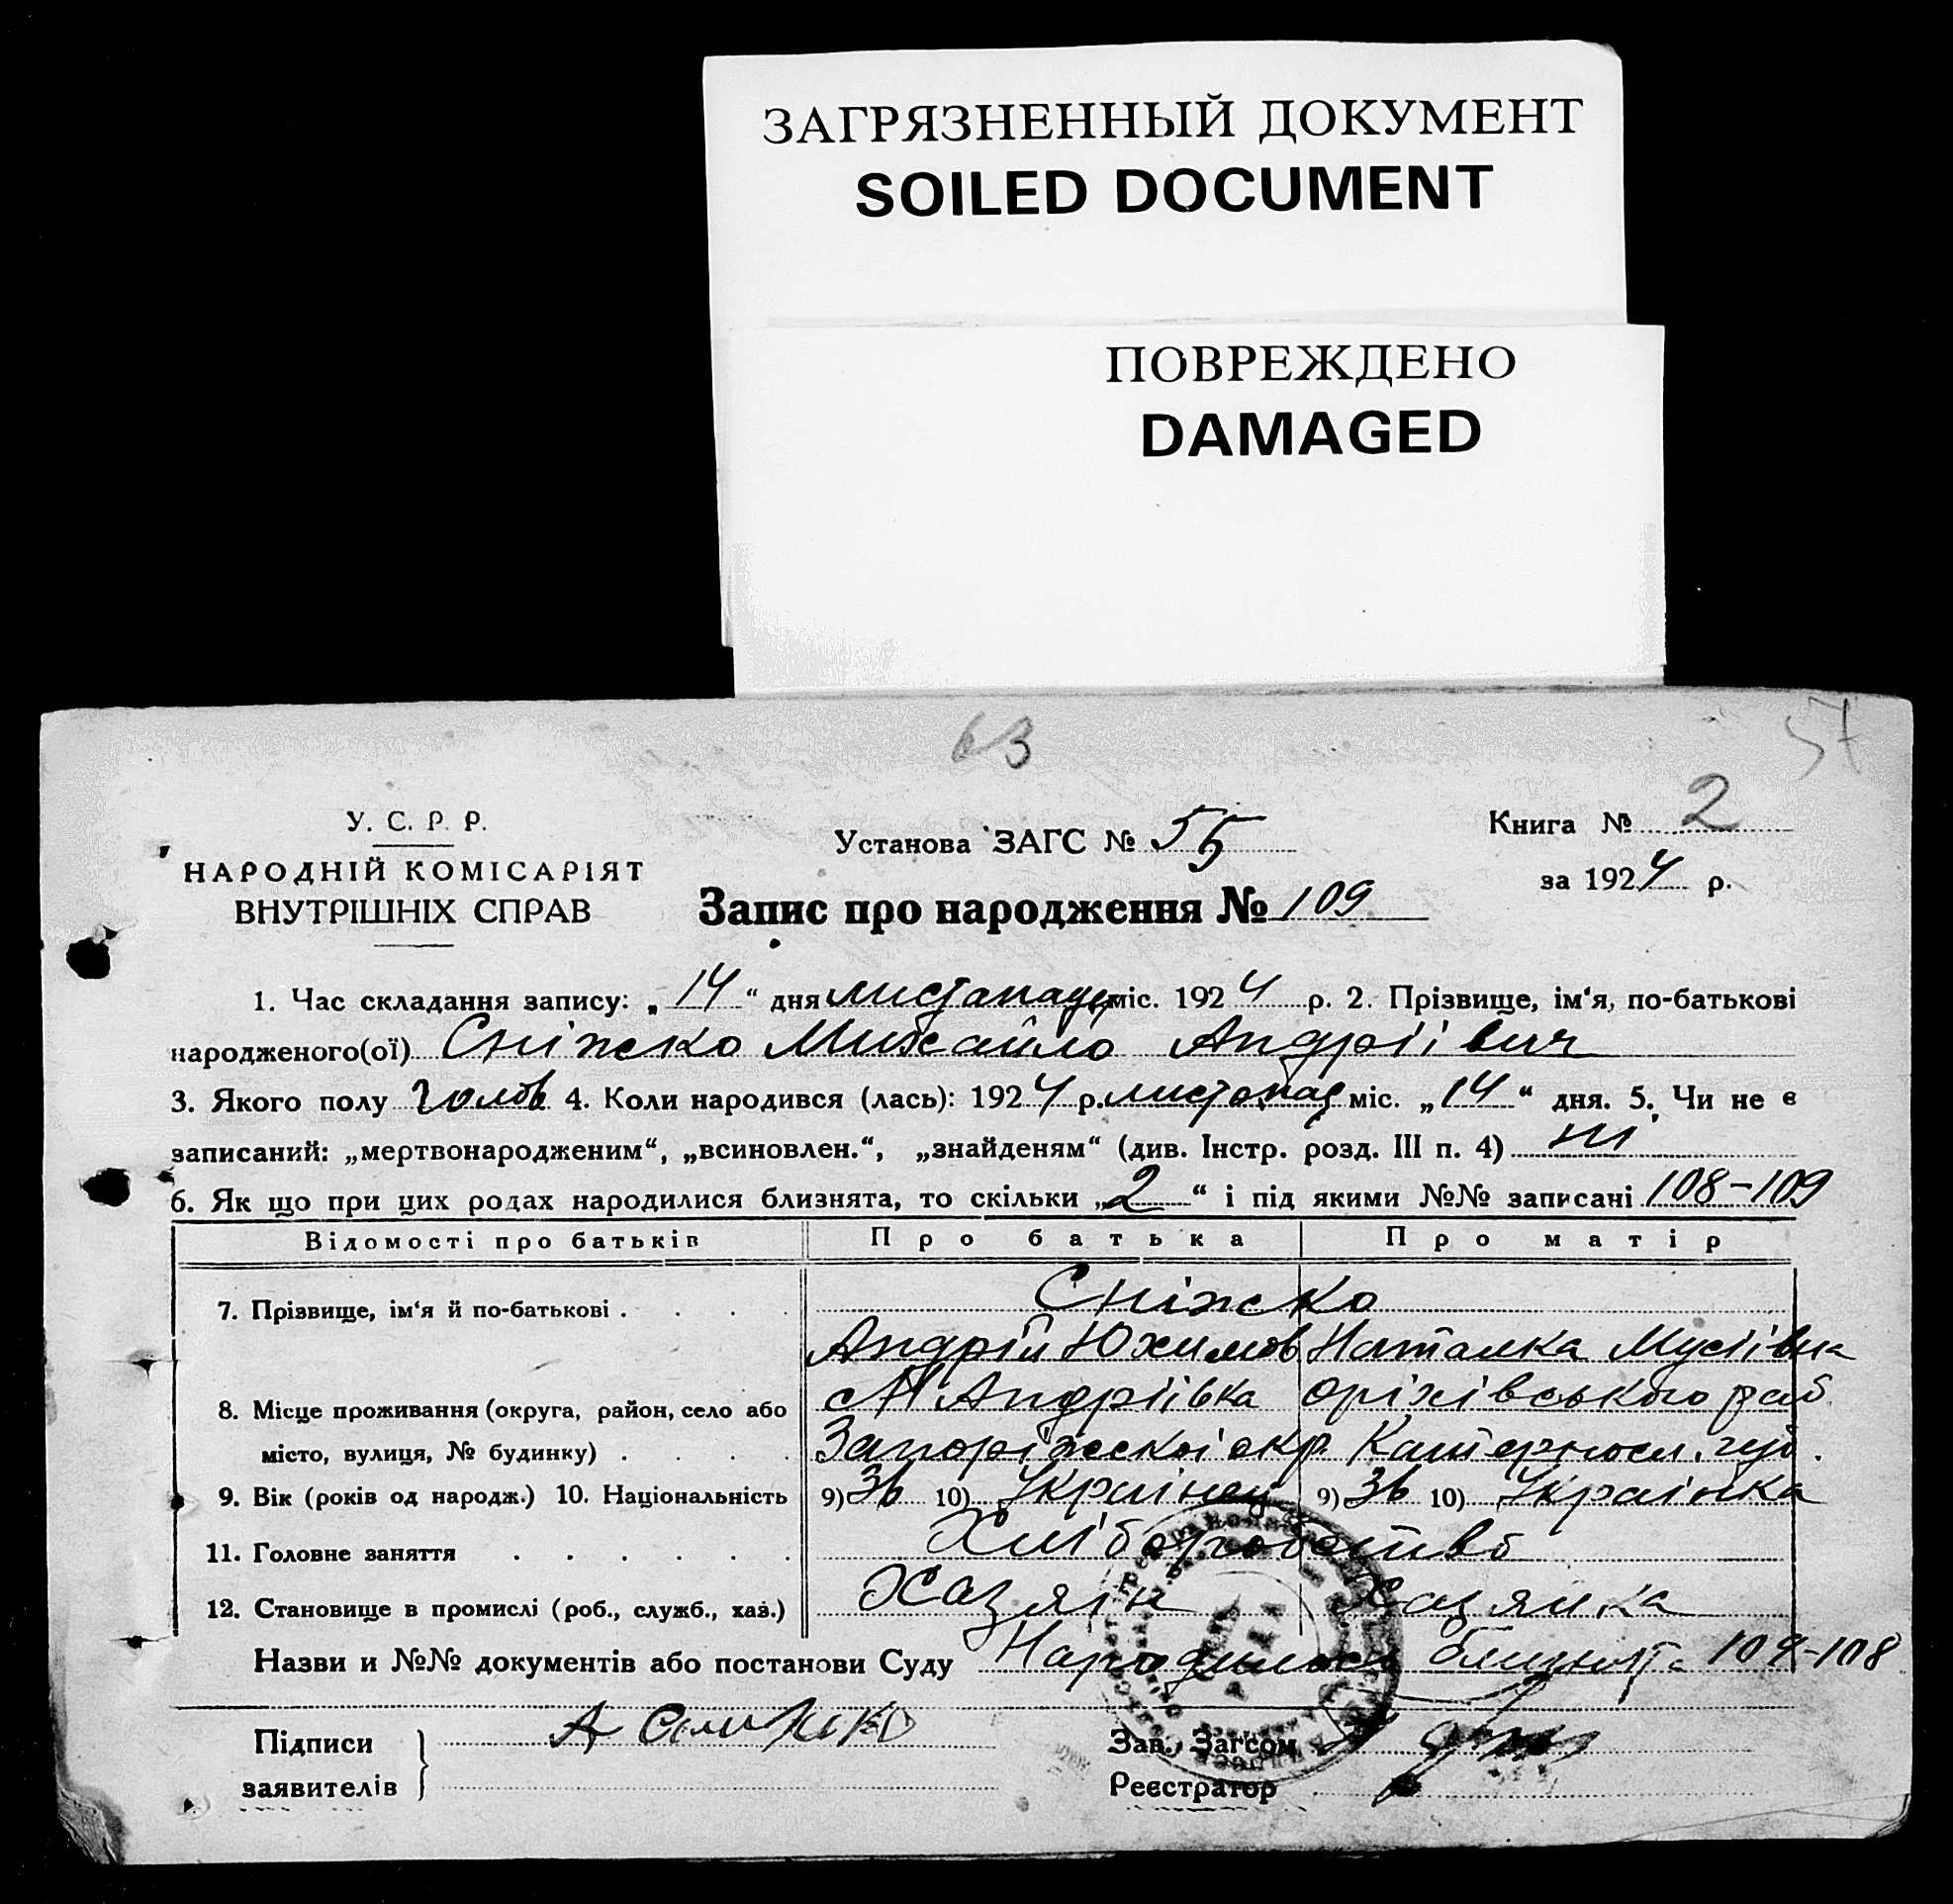 ЗАГРЯЗНЕННЫЙ ДОКУМЕНТ
SOILED DOCUMENT
ПОВРЕЖДЕНО
DAMAGED
63
57
У. С. Р. Р.
НАРОДНІЙ КОМІСАРІЯТ
ВНУТРІШНІХ СПРАВ
Установа ЗАГС № 55
Книга № 2
за 1924 р.
Запис про народження № 109
1. Час складання запису: „ 14 “ дня листопаду міс. 1924 р. 2. Прізвище, ім‘я, по-батькові
народженого(ої) Сніжко Михайло Андріївич
3. Якого полу чолов 4. Коли народився (лась): 1924 р. листопад міс. „ 14 “ дня. 5. Чи не є
записаний: „мертвонародженим“, „всиновлен.“, „знайденям“ (див. Інстр. розд. III п. 4) ні
6. Як що при цих родах народилися близнята, то скільки „ 2 “ і під якими №№ записані 108-109
Відомості про батьків Про батька Про матір
7. Прізвище, ім‘я й по-батькові . . . . Сніжко
Андрій Юхимов Наталка Мусіївна
8. Місце проживання (округа, район, село або Андріївка Оріхівського рай
місто, вулиця, № будинку) . . . . Запоріжскої окр. Катериносл. губ.
9. Вік (років од народж.) 10. Національність 9) 36 10) Українец 9) 36 10) Українка
11. Головне заняття . . . . . . Хліборобство
12. Становище в промислі (роб., служб., хаз.) Хазяін Хазяйка
Назви и №№ документів або постанови Суду Народилось близнята 109-108
Підписи
заявителів
А Сніжко
Зав. Загсом
Реєстратор